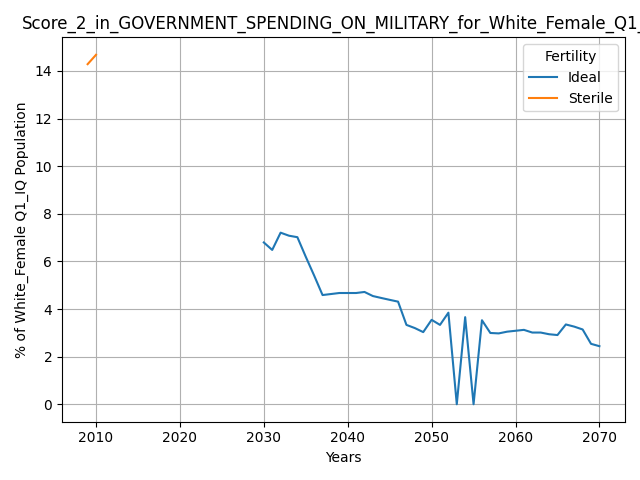 Score_2_in_GOVERNMENT_SPENDING_ON_MILITARY_for_White_Female_Q1_
Fertility
Ideal
Sterile
% of White_Female Q1_IQ Population
14
12
10
8
6
4
2
0
2010 2020 2030 2040 2050 2060 2070
Years